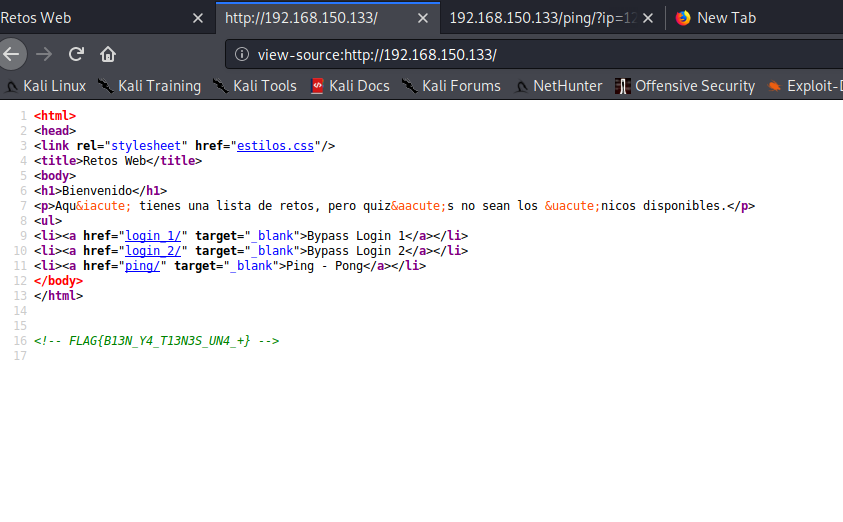 Retos Web
http://192.168.150.133/
192.168.150.133/ping/?ip=12
New Tab
view-source:http://192.168.150.133/
Kali Linux Kali Training Kali Tools Kali Docs Kali Forums NetHunter Offensive Security Exploit-D
1 <html>
2 <head>
3 <link rel="stylesheet" href="estilos.css"/>
4 <title>Retos Web</title>
5 <body>
6 <h1>Bienvenido</h1>
7 <p>Aqu&iacute; tienes una lista de retos, pero quiz&aacute;s no sean los &uacute;nicos disponibles.</p>
8 <ul>
9 <li><a href="login_1/" target="_blank">Bypass Login 1</a></li>
10 <li><a href="login_2/" target="_blank">Bypass Login 2</a></li>
11 <li><a href="ping/" target="_blank">Ping - Pong</a></li>
12 </body>
13 </html>
14
15
16 <!-- FLAG{B13N_Y4_T13N3S_UN4_+} -->
17